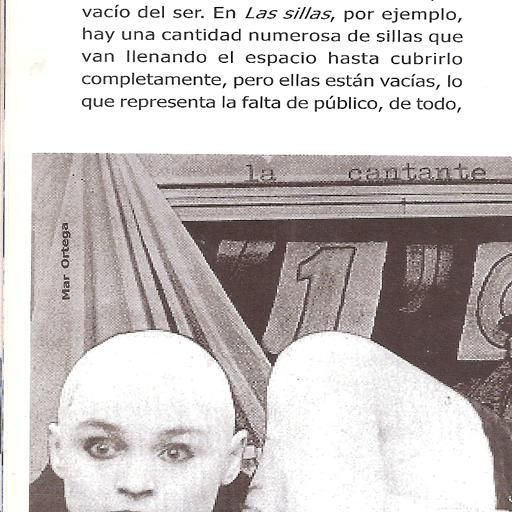 vacío del ser. En Las sillas, por ejemplo,
hay una cantidad numerosa de sillas que
van llenando el espacio hasta cubrirlo
completamente, pero ellas están vacías, lo
que representa la falta de público, de todo,
la cantante
1
Mar Ortega